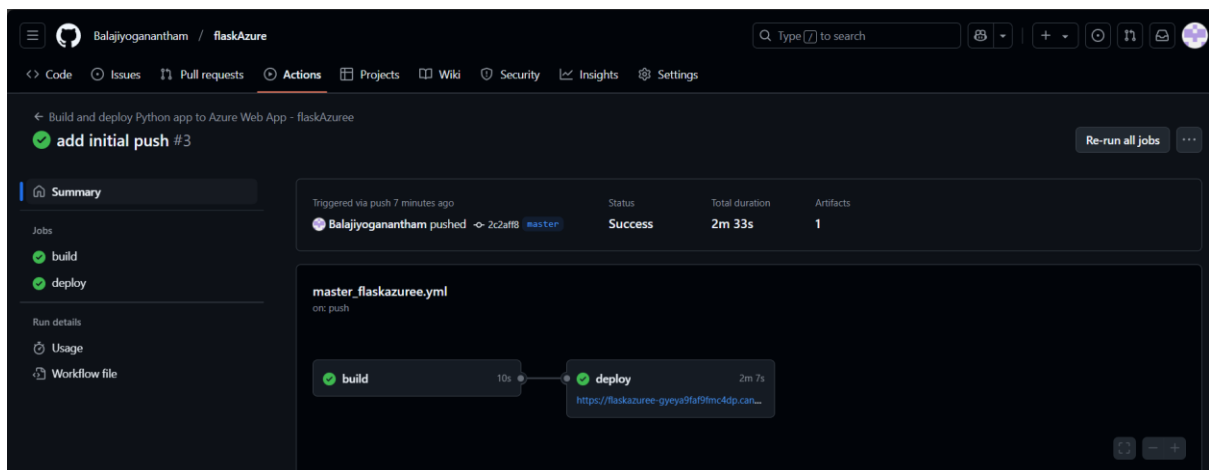 Balajiyoganantham / flaskAzure
Type / to search
Code Issues Pull requests Actions Projects Wiki Security Insights Settings
Build and deploy Python app to Azure Web App - flaskAzuree
add initial push #3
Re-run all jobs
Summary
Jobs
build
deploy
Run details
Usage
Workflow file
Triggered via push 7 minutes ago
Balajiyoganantham pushed 2c2aff8 master
Status
Success
Total duration
2m 33s
Artifacts
1
master_flaskazuree.yml
on: push
build 10s
deploy 2m 7s
https://flaskazuree-gyeya9faf9fmc4dp.can...